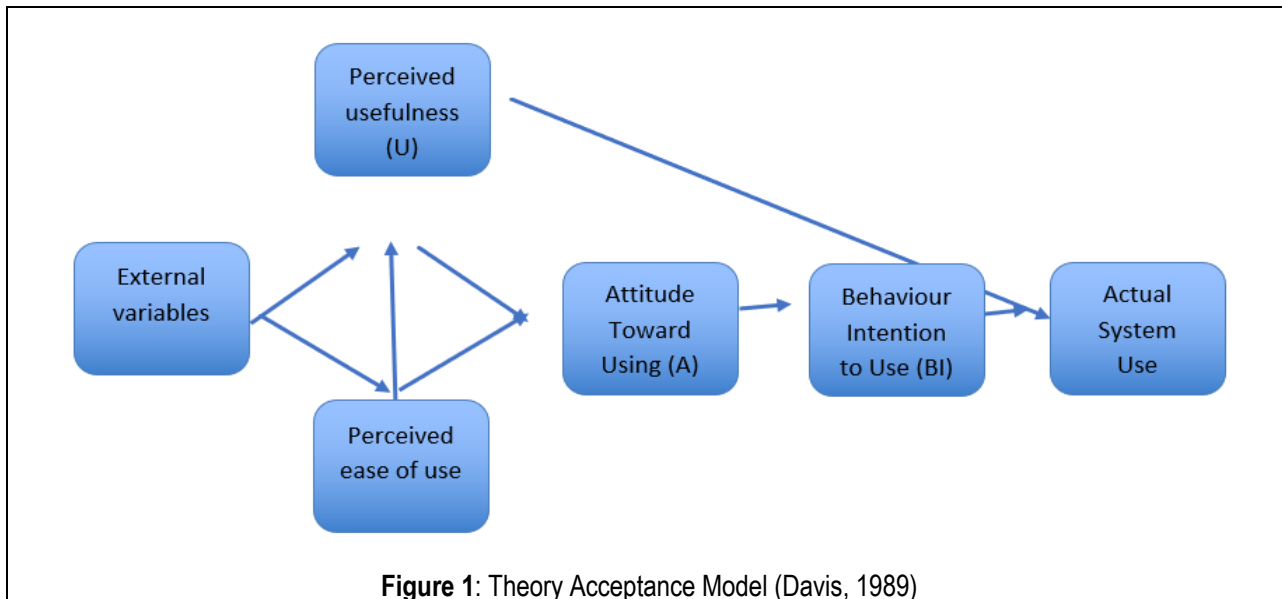 Perceived
usefulness
(U)
External
variables
Perceived
ease of use
Attitude
Toward
Using (A)
Behaviour
Intention
to Use (BI)
Actual
System
Use
Figure 1: Theory Acceptance Model (Davis, 1989)